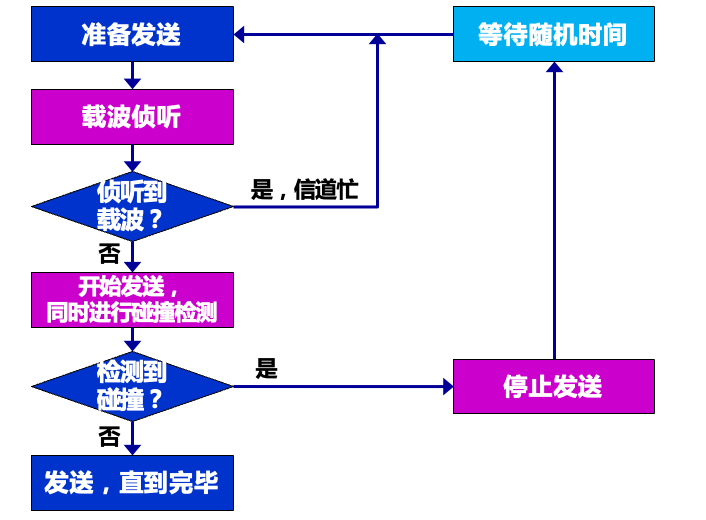 准备发送
等待随机时间
载波侦听
侦听到
载波？
是，信道忙
否
开始发送，
同时进行碰撞检测
检测到
碰撞？
是
停止发送
否
发送，直到完毕